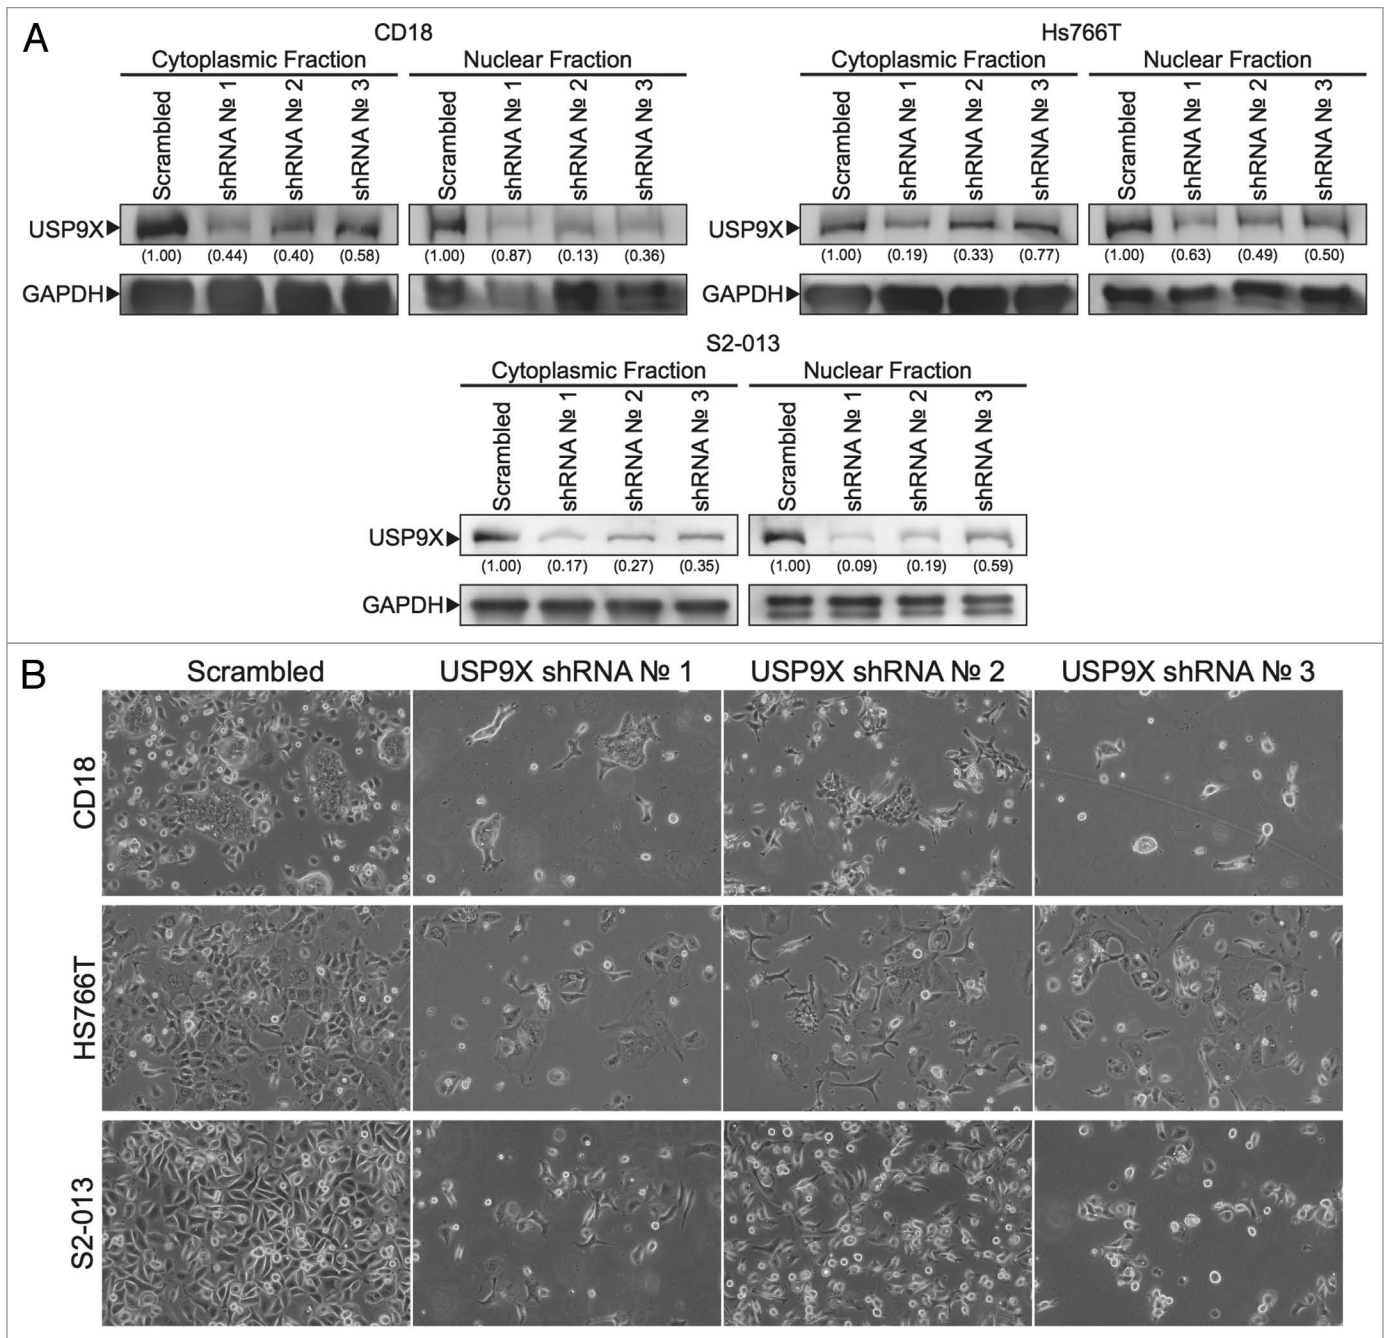 A
CD18
Hs766T
Cytoplasmic Fraction
Nuclear Fraction
Cytoplasmic Fraction
Nuclear Fraction
Scrambled
shRNA № 1
shRNA № 2
shRNA № 3
Scrambled
shRNA № 1
shRNA № 2
shRNA № 3
Scrambled
shRNA № 1
shRNA № 2
shRNA № 3
Scrambled
shRNA № 1
shRNA № 2
shRNA № 3
USP9X
USP9X
(1.00) (0.44) (0.40) (0.58)
(1.00) (0.87) (0.13) (0.36)
(1.00) (0.19) (0.33) (0.77)
(1.00) (0.63) (0.49) (0.50)
GAPDH
GAPDH
S2-013
Cytoplasmic Fraction
Nuclear Fraction
Scrambled
shRNA № 1
shRNA № 2
shRNA № 3
Scrambled
shRNA № 1
shRNA № 2
shRNA № 3
USP9X
(1.00) (0.17) (0.27) (0.35)
(1.00) (0.09) (0.19) (0.59)
GAPDH
B
Scrambled
USP9X shRNA № 1
USP9X shRNA № 2
USP9X shRNA № 3
CD18
HS766T
S2-013